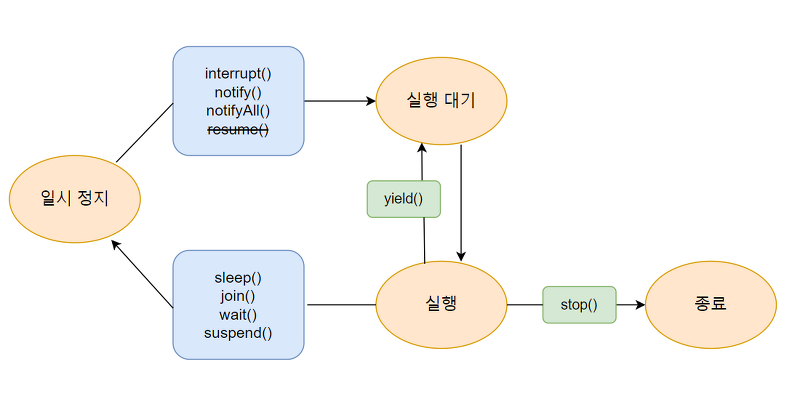 interrupt()
notify()
notifyAll()
resume()
실행 대기
yield()
일시 정지
sleep()
join()
wait()
suspend()
실행
stop()
종료